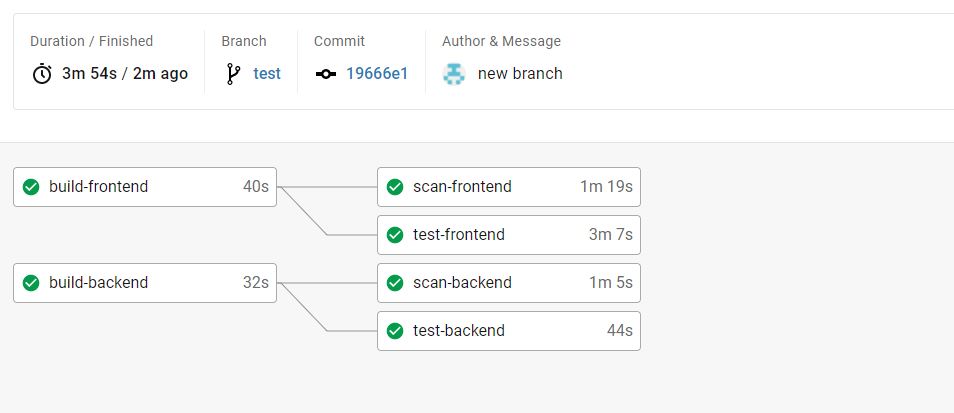 Duration / Finished
3m 54s / 2m ago
Branch
test
Commit
19666e1
Author & Message
new branch
build-frontend 40s
scan-frontend 1m 19s
test-frontend 3m 7s
build-backend 32s
scan-backend 1m 5s
test-backend 44s